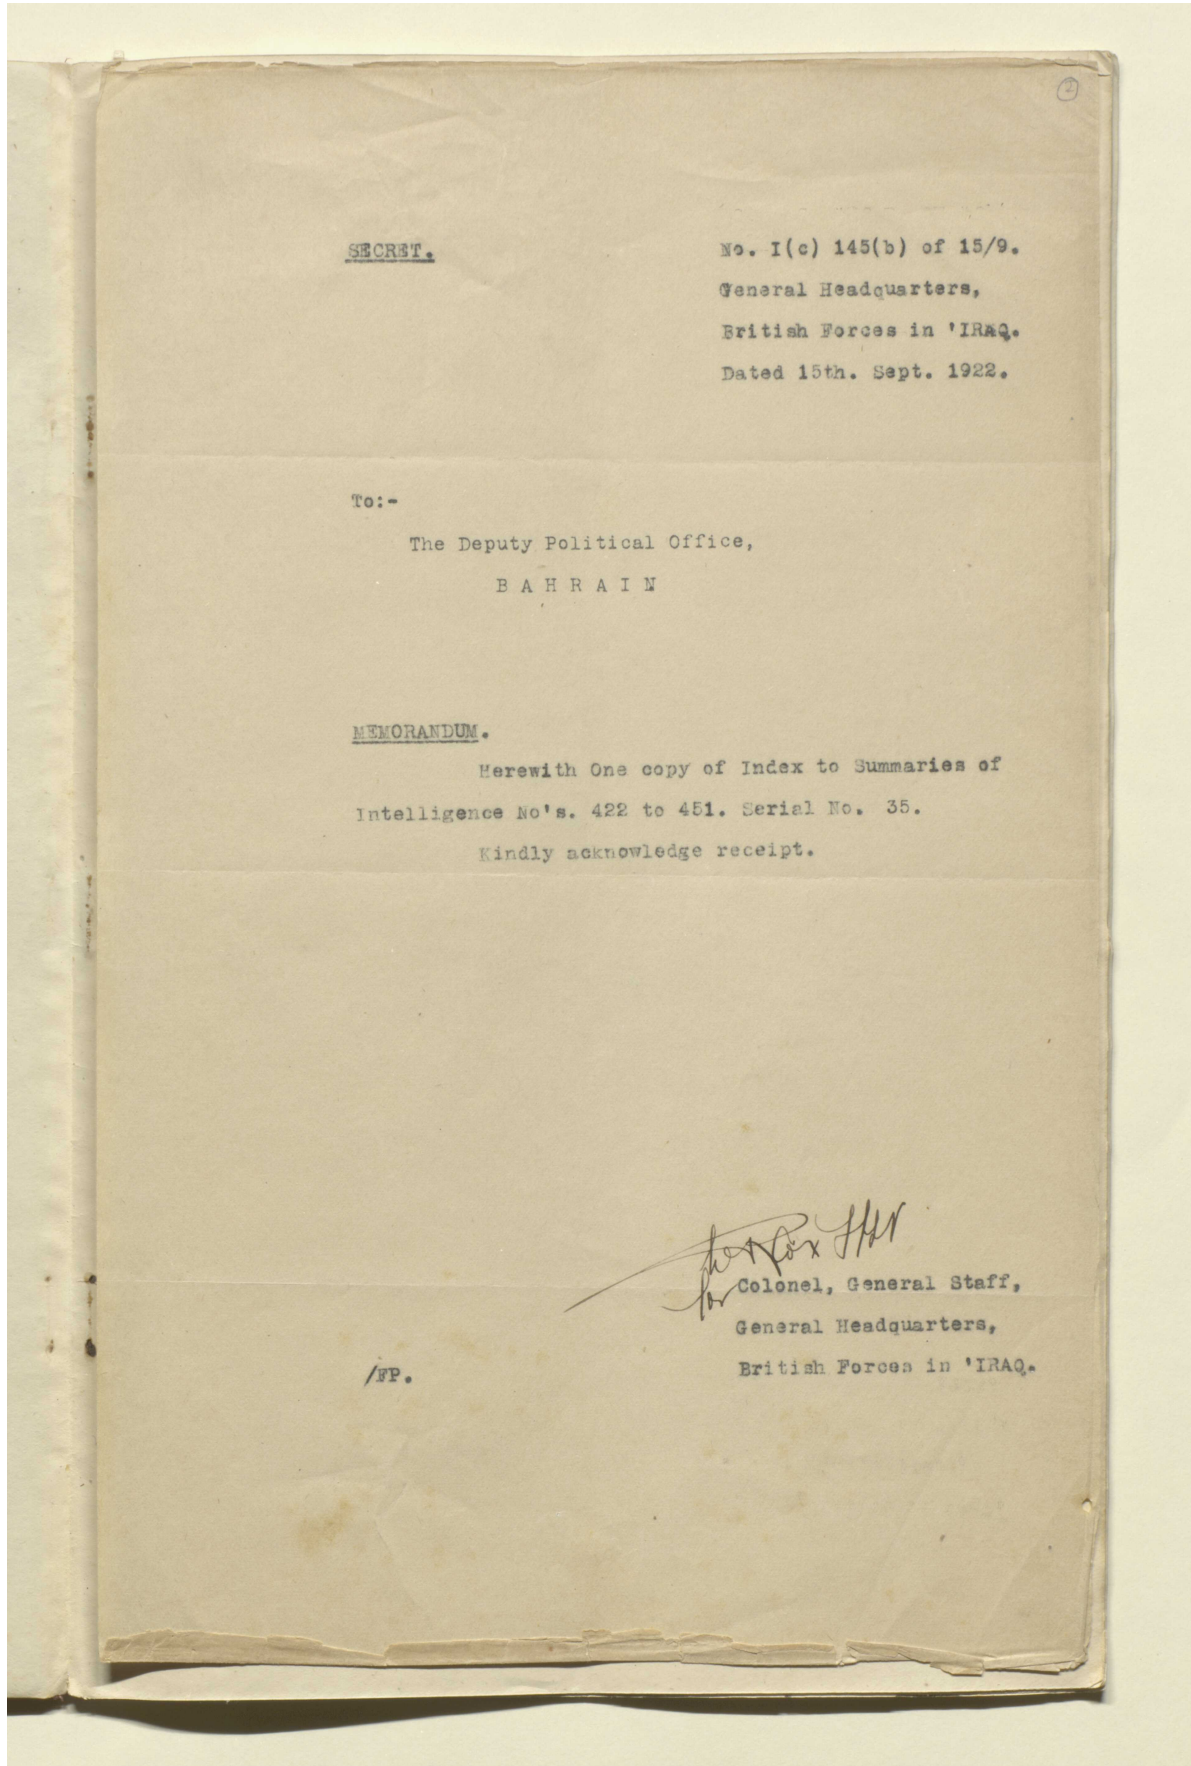 2
SECRET.
No. I(c) 145(b) of 15/9.
General Headquarters,
British Forces in 'IRAQ.
Dated 15th. Sept. 1922.
To:-
The Deputy Political Office,
B A H R A I N
MEMORANDUM.
Herewith One copy of Index to Summaries of
Intelligence No's. 422 to 451. Serial No. 35.
Kindly acknowledge receipt.
for Colonel, General Staff,
General Headquarters,
British Forces in 'IRAQ.
/FP.